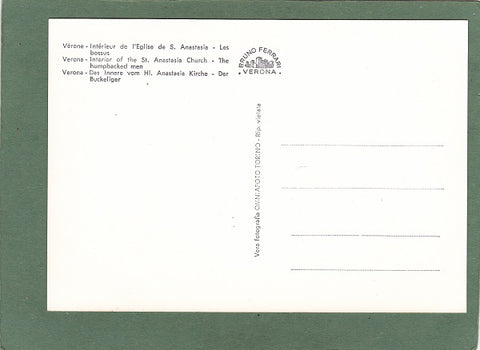 Vérone - Intérieur de l'Eglise de S. Anastasia - Les
bossus
Verona - Interior of the St. Anastasia Church - The
humpbacked men
Verona - Das Innere vom Hl. Anastasia Kirche - Der
Buckeliger
BRUNO FERRARI
• VERONA •
Vera fotografia OMNIAFOTO TORINO - Rip. vietata